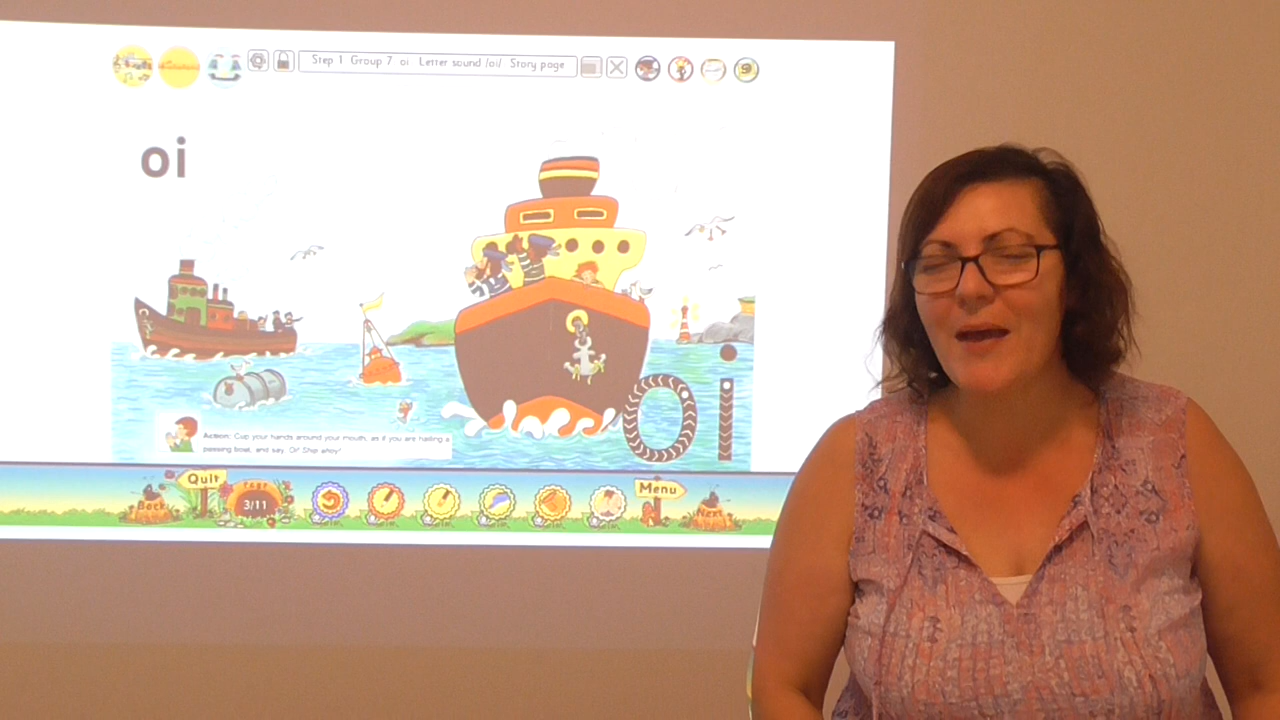 Step 1 Group 7 oi. Letter sound /oi/ Story page
oi
oi
Action: Cup your hands around your mouth, as if you are hailing a
passing boat, and say, Oi! Ship ahoy!
Back
Quit
Page
3/11
Menu
Next